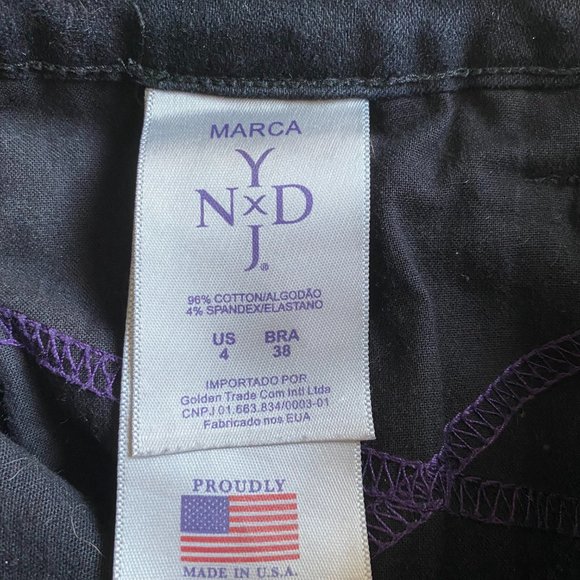 MARCA
Y
N x D
J®
96% COTTON/ALGODÃO
4% SPANDEX/ELASTANO
US BRA
4 38
IMPORTADO POR
Golden Trade Com Intl Ltda
CNPJ 01.663.834/0003-01
Fabricado nos EUA
PROUDLY
MADE IN U.S.A.